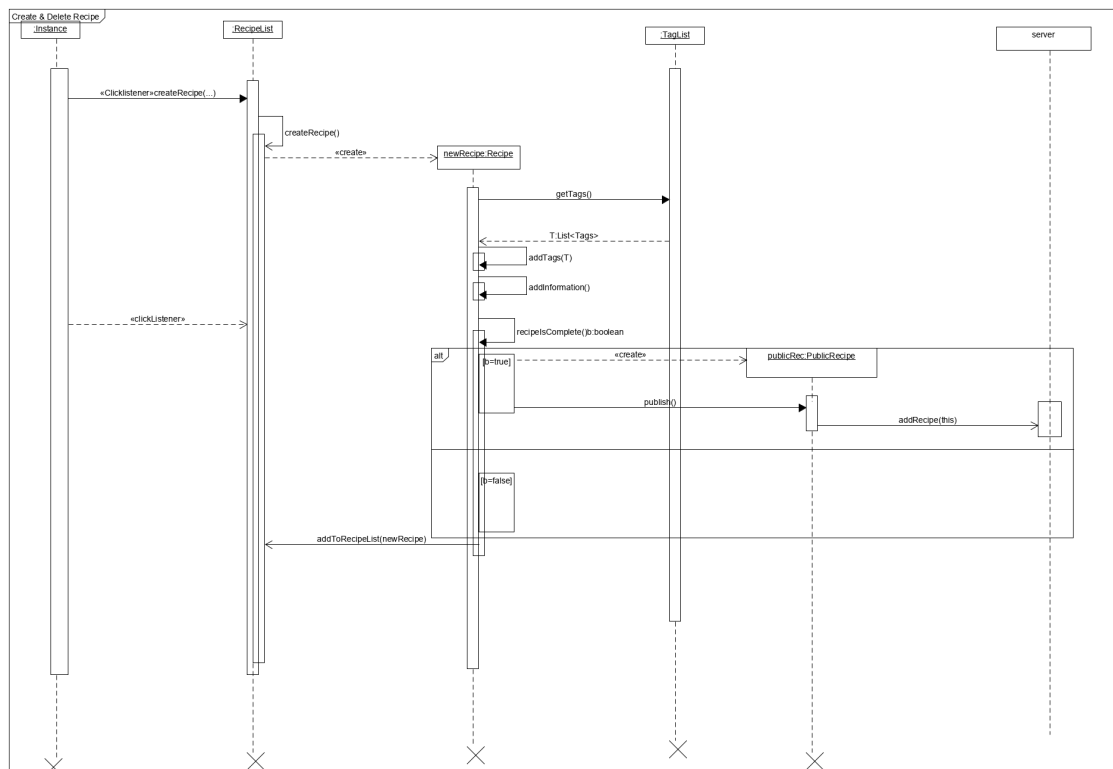 Create & Delete Recipe
:Instance
:RecipeList
:TagList
server
«Clicklistener»createRecipe(...)
createRecipe()
«create»
newRecipe:Recipe
getTags()
T:List<Tags>
addTags(T)
addInformation()
«clickListener»
recipeIsComplete()b:boolean
alt
[b=true]
«create»
publicRec:PublicRecipe
publish()
addRecipe(this)
[b=false]
addToRecipeList(newRecipe)